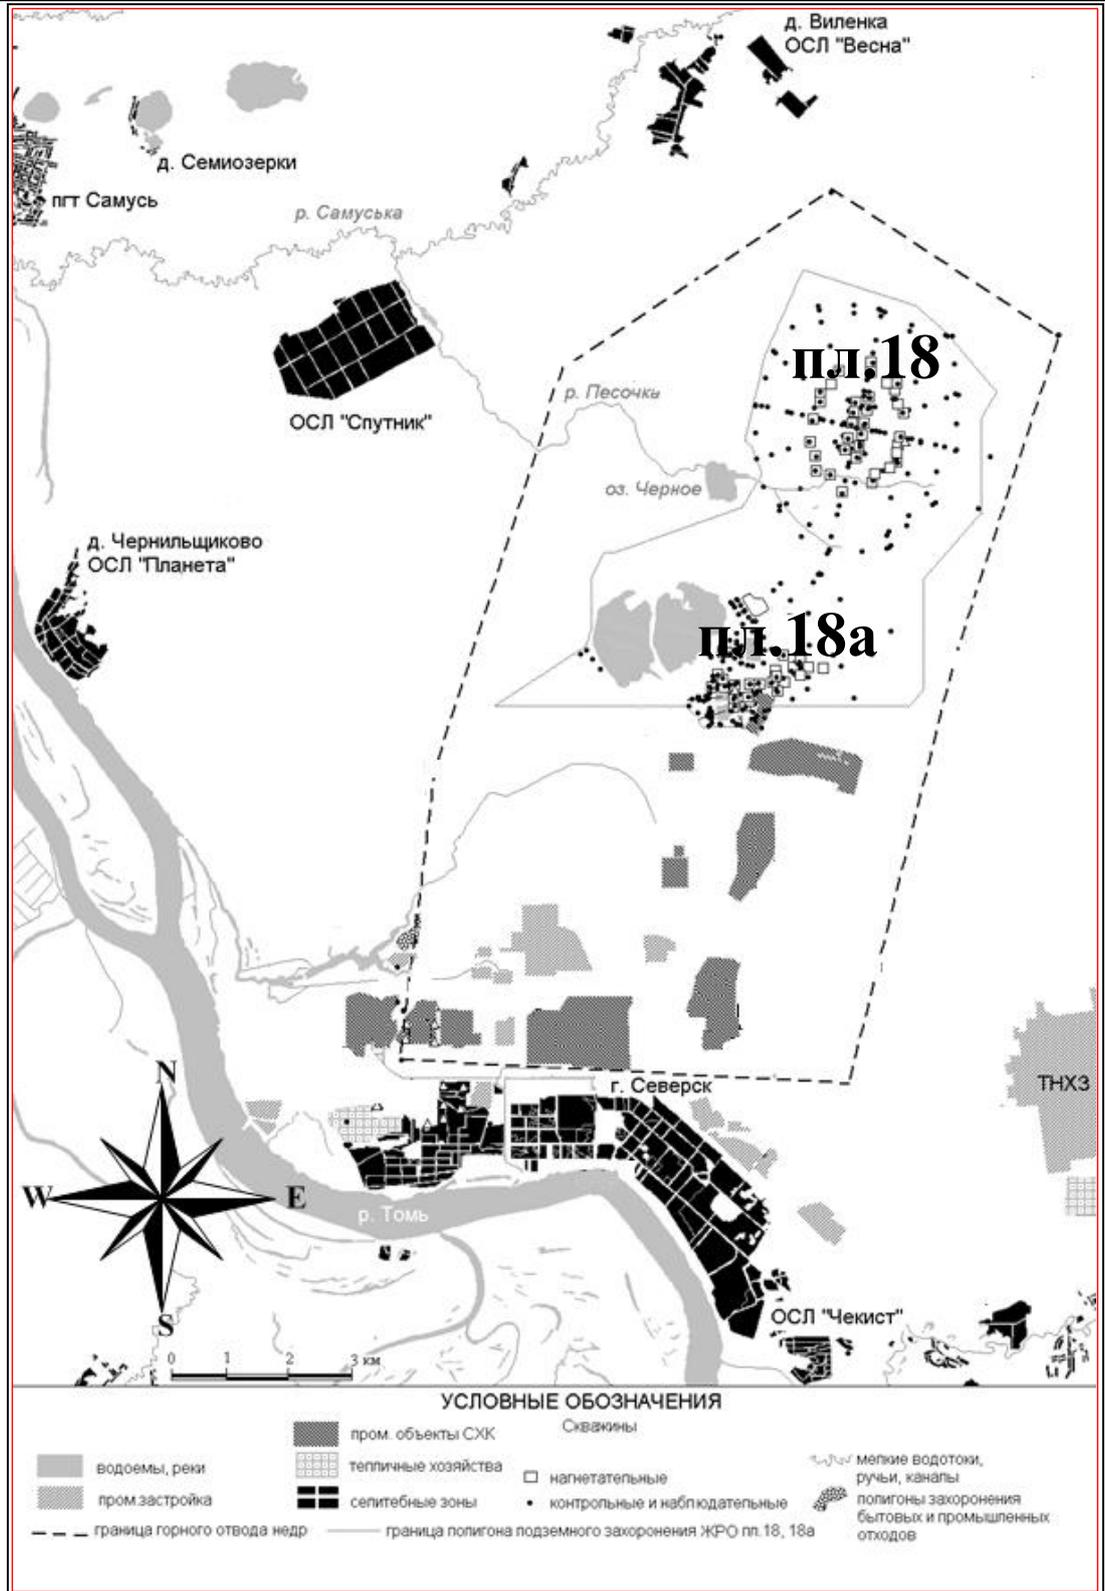 д. Виленка
ОСЛ "Весна"
д. Семиозерки
пгт Самусь
р. Самуська
пл.18
р. Песочка
ОСЛ "Спутник"
оз. Черное
д. Чернильщиково
ОСЛ "Планета"
пл.18а
N
г. Северск
ТНХЗ
W
E
р. Томь
S
ОСЛ "Чекист"
0 1 2 3 км
УСЛОВНЫЕ ОБОЗНАЧЕНИЯ
Скважины
пром. объекты СХК
водоемы, реки
тепличные хозяйства
нагнетательные
мелкие водотоки,
ручьи, каналы
пром.застройка
селитебные зоны
контрольные и наблюдательные
полигоны захоронения
бытовых и промышленных
отходов
граница горного отвода недр
граница полигона подземного захоронения ЖРО пл.18, 18а